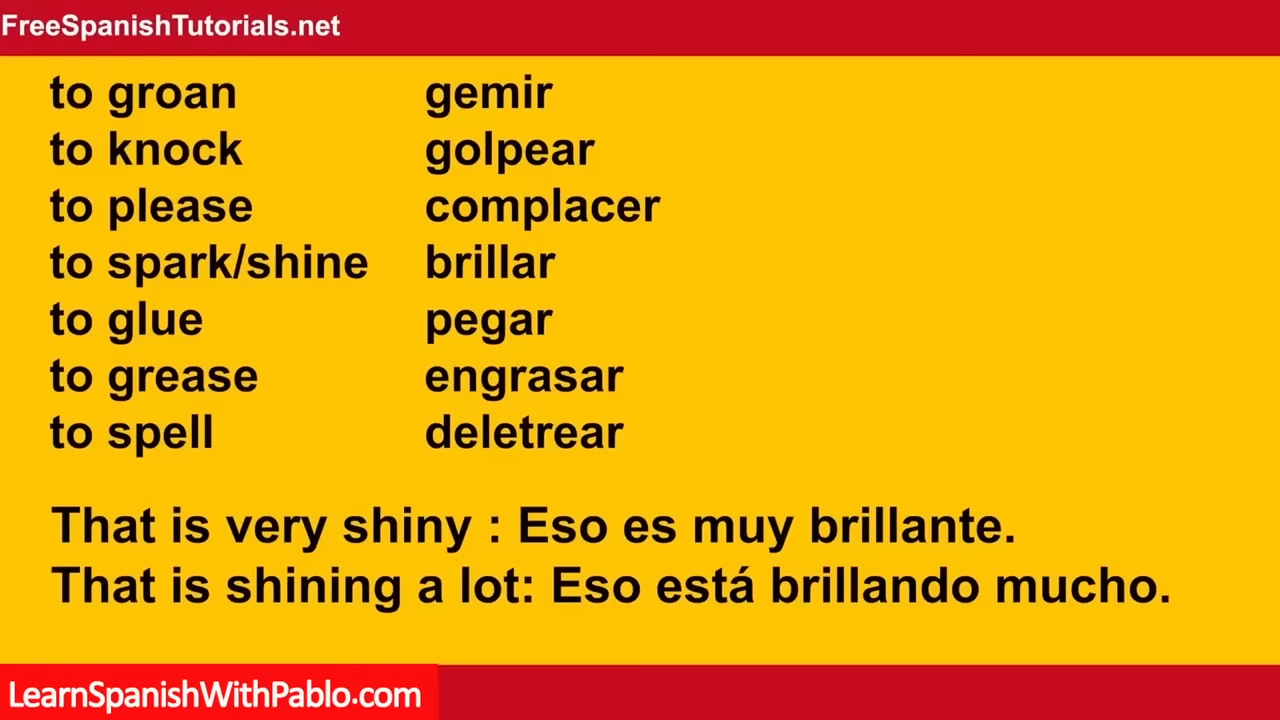 FreeSpanishTutorials.net
to groan gemir
to knock golpear
to please complacer
to spark/shine brillar
to glue pegar
to grease engrasar
to spell deletrear
That is very shiny : Eso es muy brillante.
That is shining a lot: Eso está brillando mucho.
LearnSpanishWithPablo.com